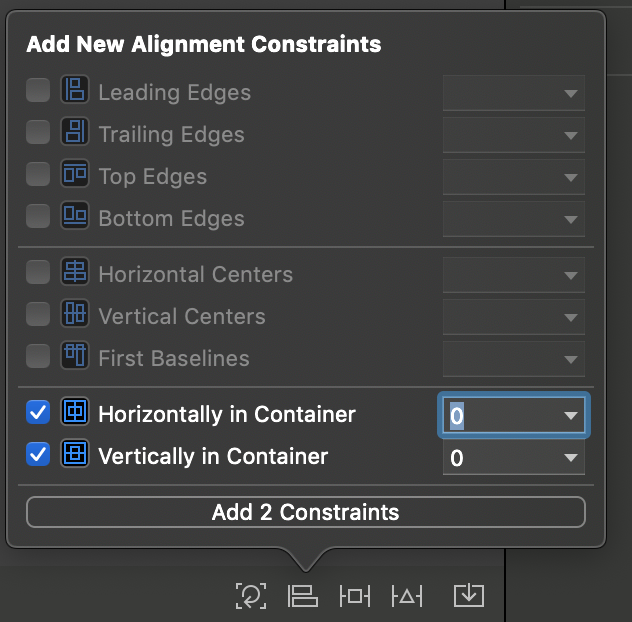 Add New Alignment Constraints
Leading Edges
Trailing Edges
Top Edges
Bottom Edges
Horizontal Centers
Vertical Centers
First Baselines
Horizontally in Container 0
Vertically in Container 0
Add 2 Constraints